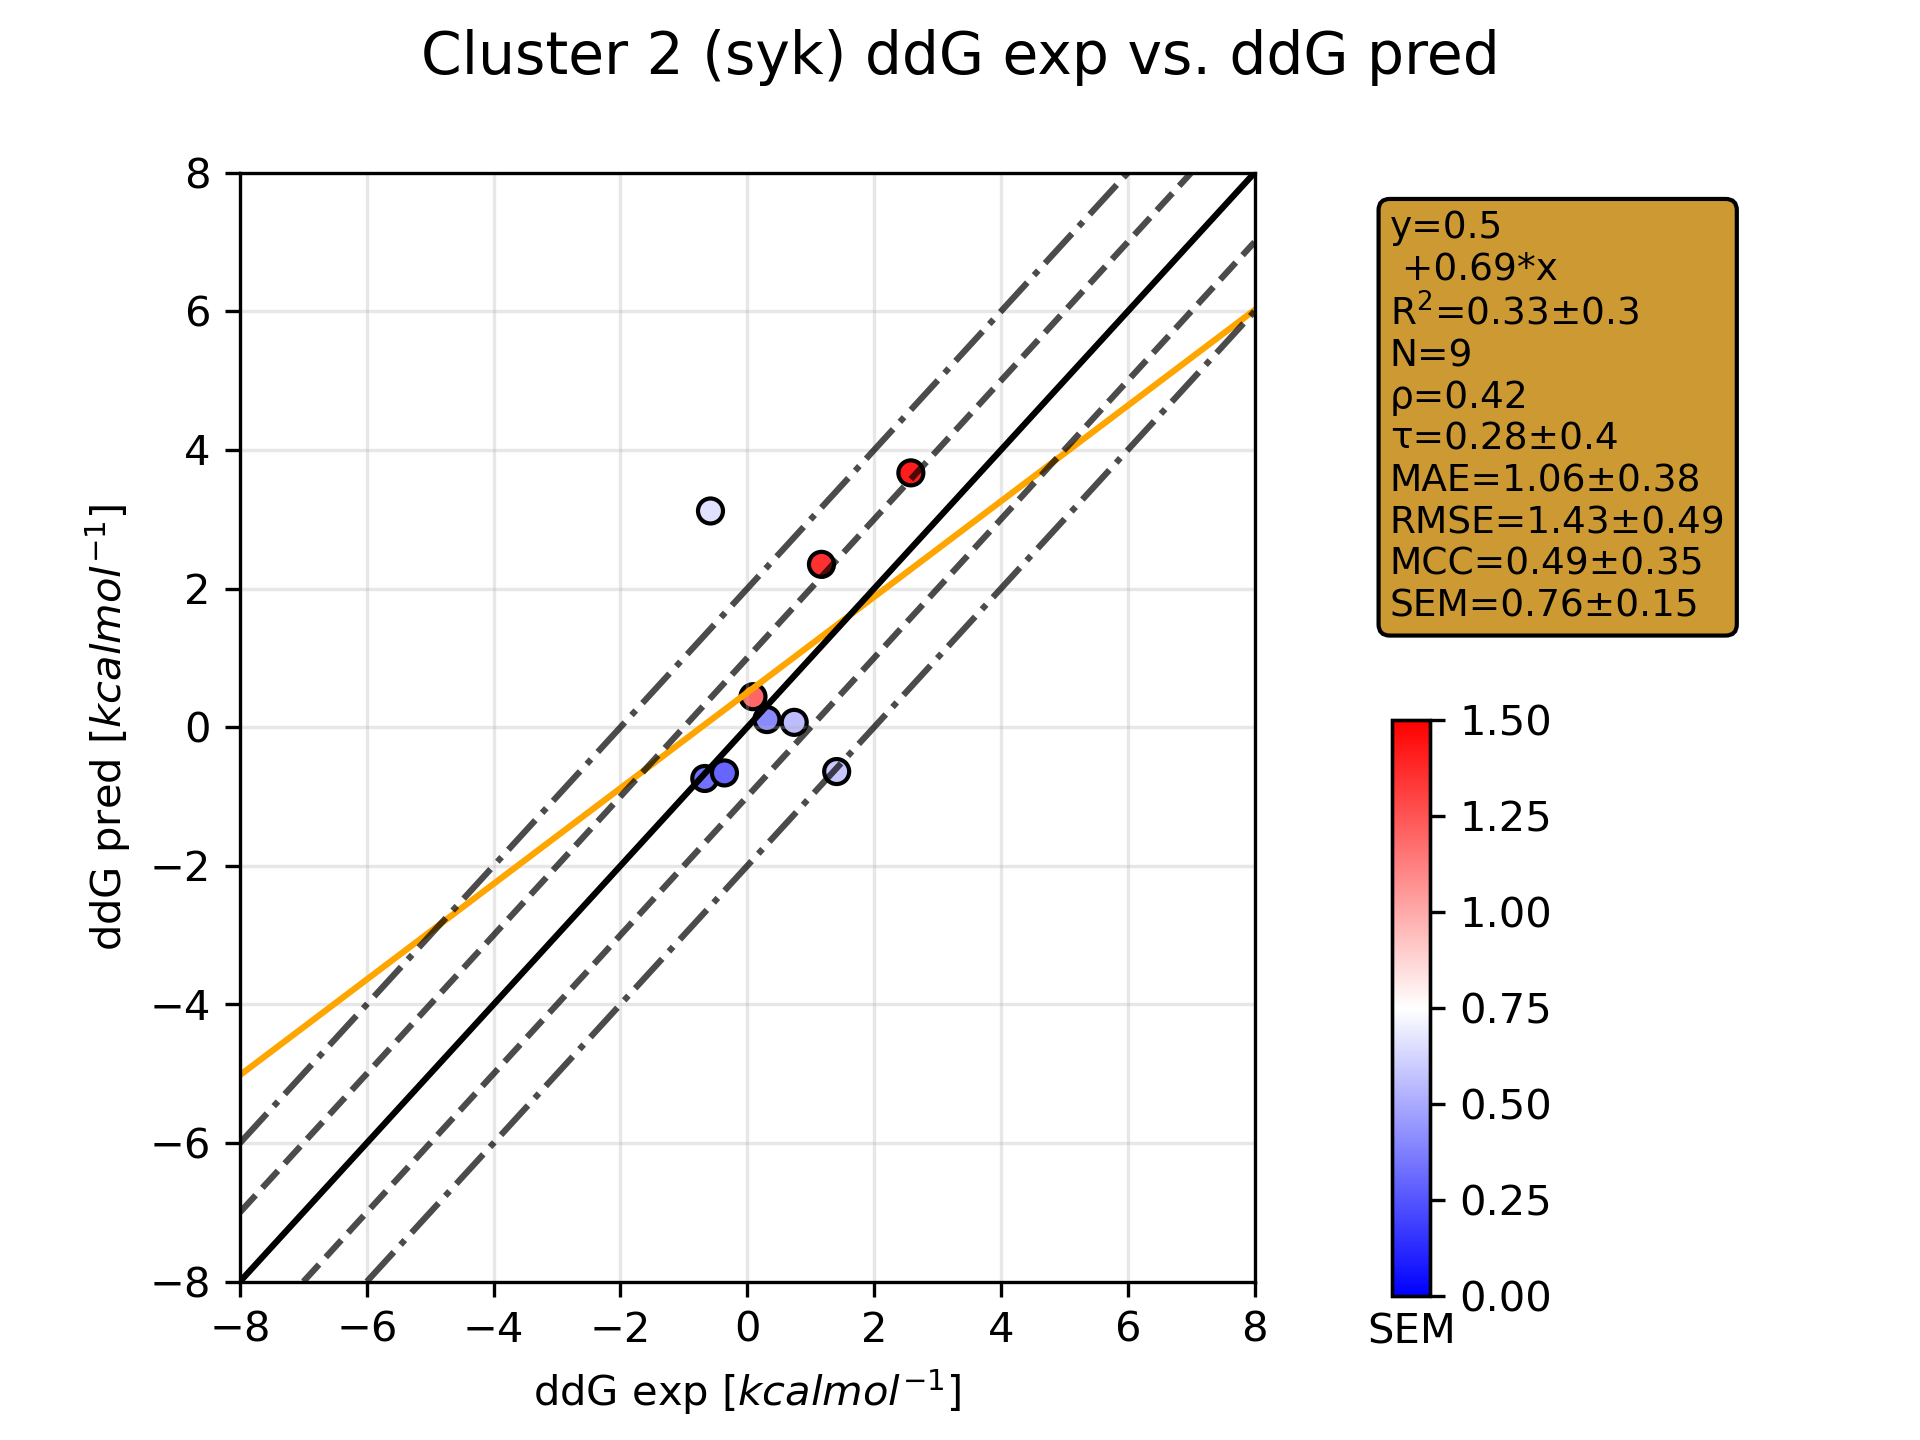 Cluster 2 (syk) ddG exp vs. ddG pred
8
6
4
2
0
−2
−4
−6
−8
ddG pred [kcalmol⁻¹]
−8 −6 −4 −2 0 2 4 6 8
ddG exp [kcalmol⁻¹]
y=0.5
+0.69*x
R²=0.33±0.3
N=9
ρ=0.42
τ=0.28±0.4
MAE=1.06±0.38
RMSE=1.43±0.49
MCC=0.49±0.35
SEM=0.76±0.15
1.50
1.25
1.00
0.75
0.50
0.25
0.00
SEM